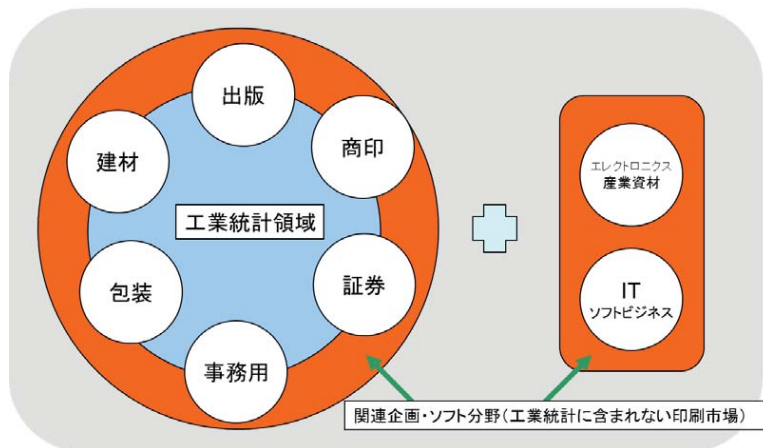 出版
商印
建材
工業統計領域
包装
証券
事務用
エレクトロニクス
産業資材
IT
ソフトビジネス
関連企画・ソフト分野(工業統計に含まれない印刷市場)